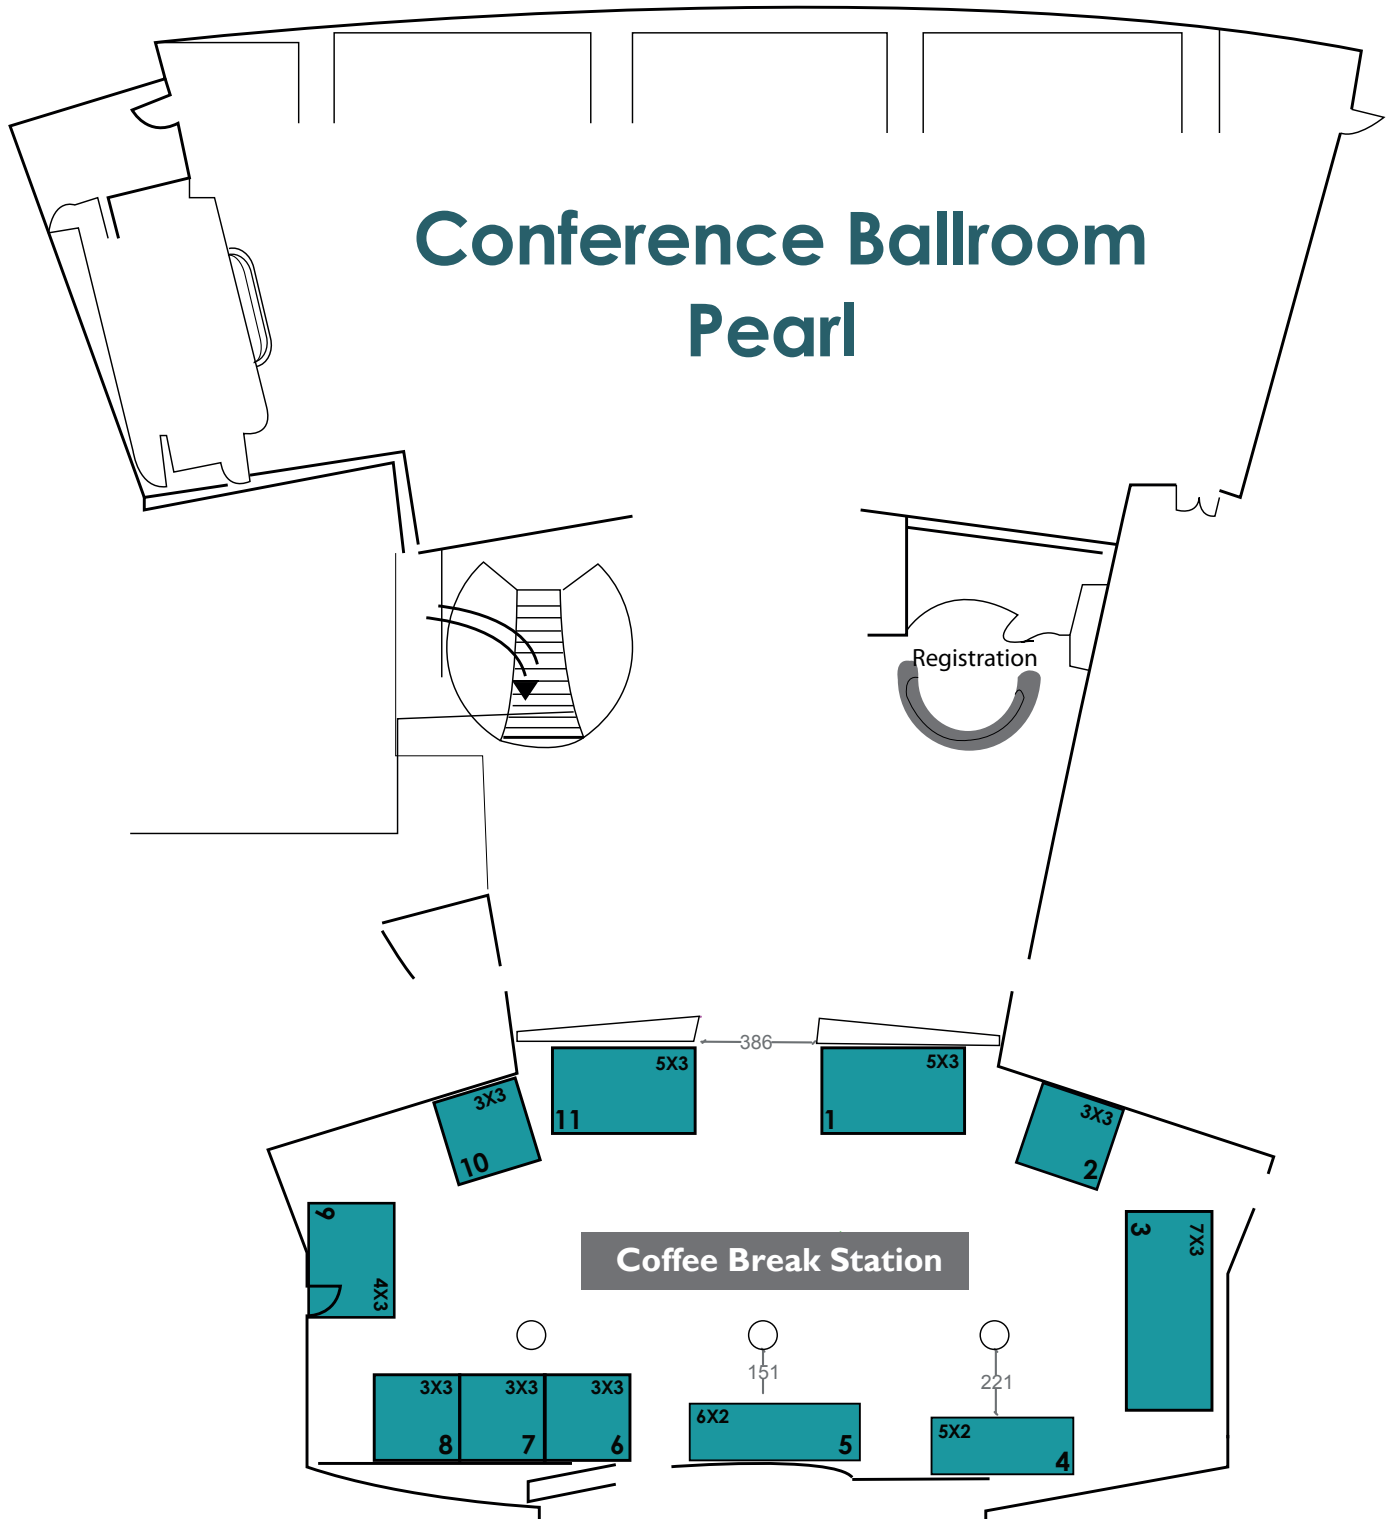 Conference Ballroom
Pearl
Registration
386
5X3
11
5X3
1
3X3
10
3X3
2
9
4X3
3
7X3
Coffee Break Station
151
221
3X3
8
3X3
7
3X3
6
6X2
5
5X2
4